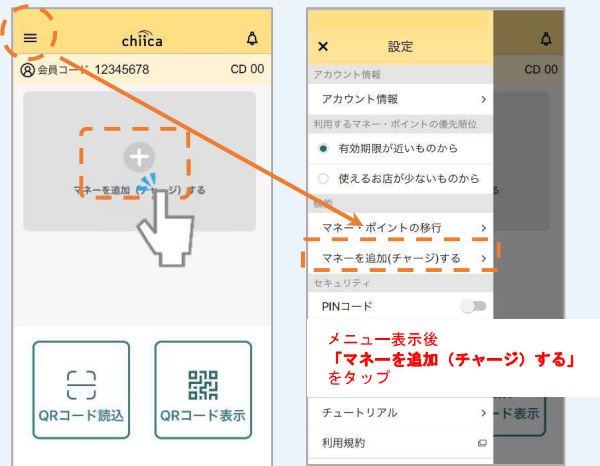 chiica
会員コード 12345678
CD 00
マネーを追加（チャージ）する
QRコード読込
QRコード表示
設定
CD 00
アカウント情報
アカウント情報
利用するマネー・ポイントの優先順位
有効期限が近いものから
使えるお店が少ないものから
機能
マネー・ポイントの移行
マネーを追加(チャージ)する
セキュリティ
PINコード
メニュー表示後
「マネーを追加（チャージ）する」
をタップ
チュートリアル
ード表示
利用規約